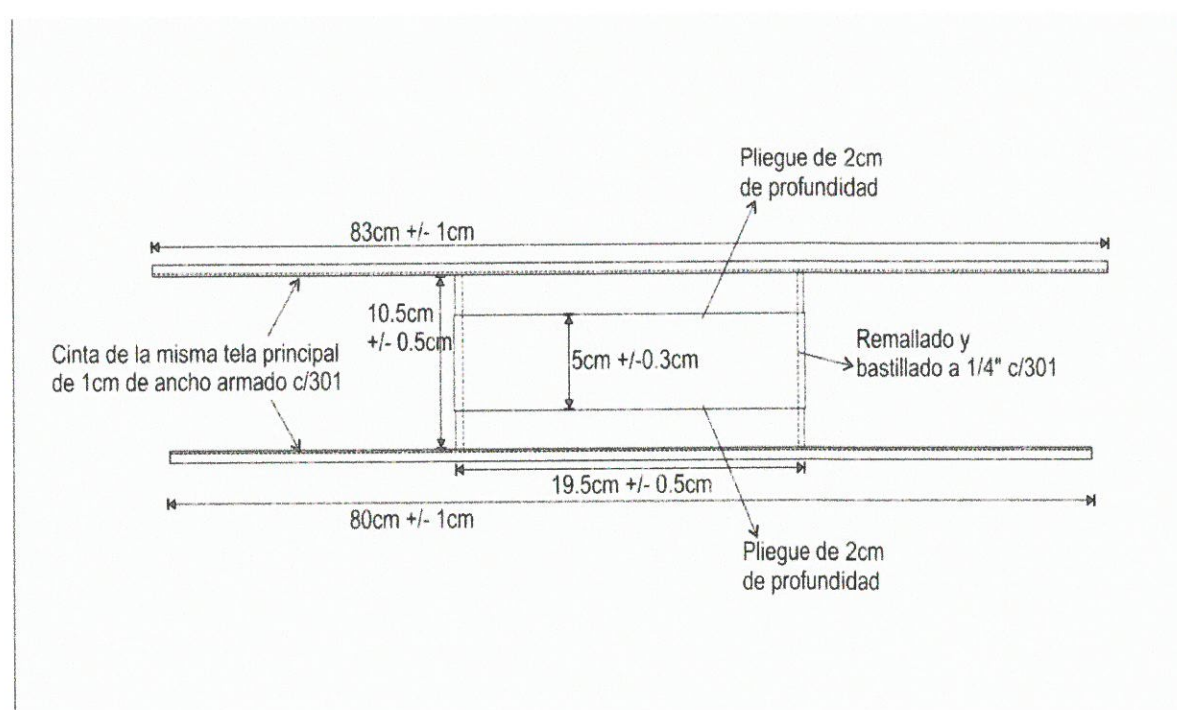 Pliegue de 2cm
de profundidad
83cm +/- 1cm
10.5cm
+/- 0.5cm
Cinta de la misma tela principal
de 1cm de ancho armado c/301
5cm +/-0.3cm
Remallado y
bastillado a 1/4" c/301
19.5cm +/- 0.5cm
80cm +/- 1cm
Pliegue de 2cm
de profundidad